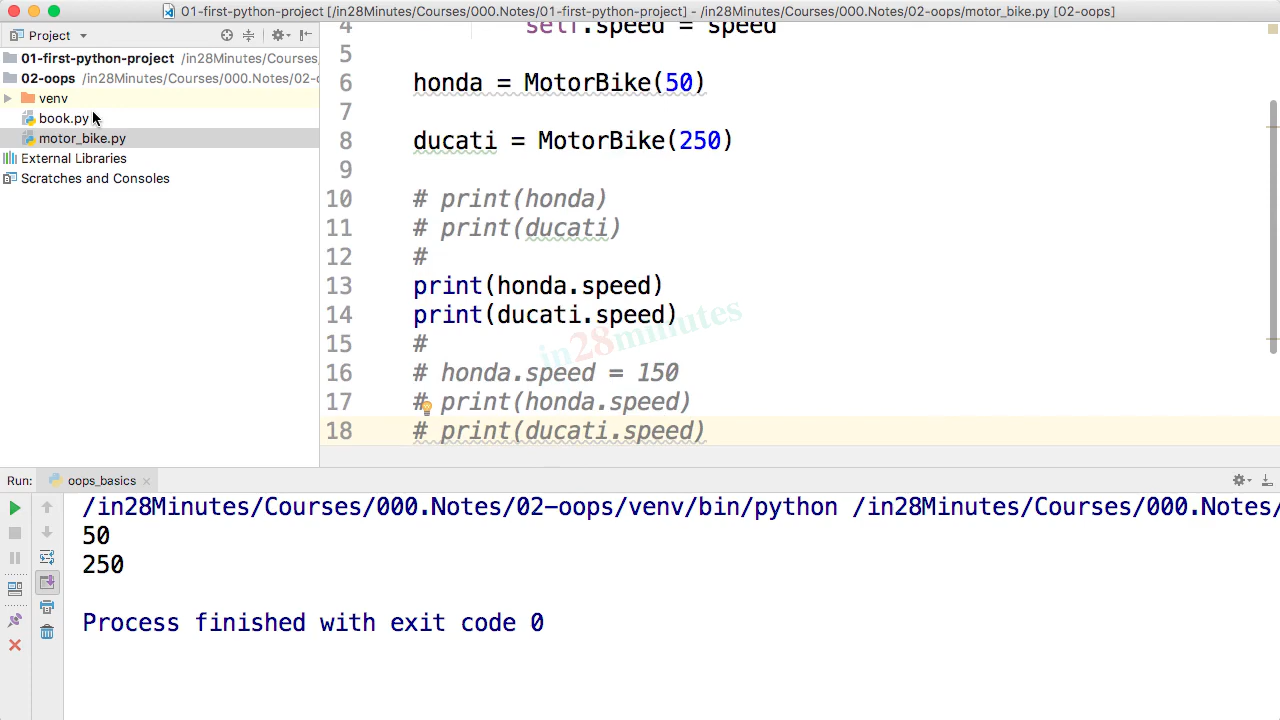 01-first-python-project [/in28Minutes/Courses/000.Notes/01-first-python-project] - /in28Minutes/Courses/000.Notes/02-oops/motor_bike.py [02-oops]
Project
01-first-python-project /in28Minutes/Courses
02-oops /in28Minutes/Courses/000.Notes/02-
venv
book.py
motor_bike.py
External Libraries
Scratches and Consoles
4 self.speed = speed
5
6 honda = MotorBike(50)
7
8 ducati = MotorBike(250)
9
10 # print(honda)
11 # print(ducati)
12 #
13 print(honda.speed)
14 print(ducati.speed)
15 #
16 # honda.speed = 150
17 # print(honda.speed)
18 # print(ducati.speed)
in28minutes
Run: oops_basics
/in28Minutes/Courses/000.Notes/02-oops/venv/bin/python /in28Minutes/Courses/000.Notes/
50
250
Process finished with exit code 0